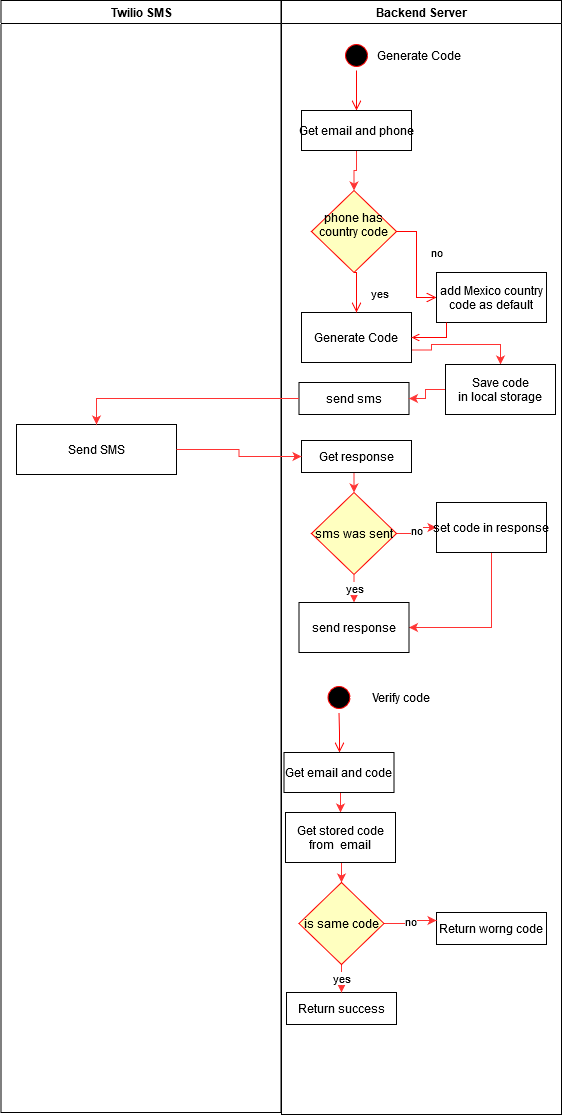 Twilio SMS
Backend Server
Generate Code
Get email and phone
phone has
country code
no
yes
add Mexico country
code as default
Generate Code
Save code
in local storage
send sms
Send SMS
Get response
sms was sent
no
set code in response
yes
send response
Verify code
Get email and code
Get stored code
from email
is same code
no
Return worng code
yes
Return success